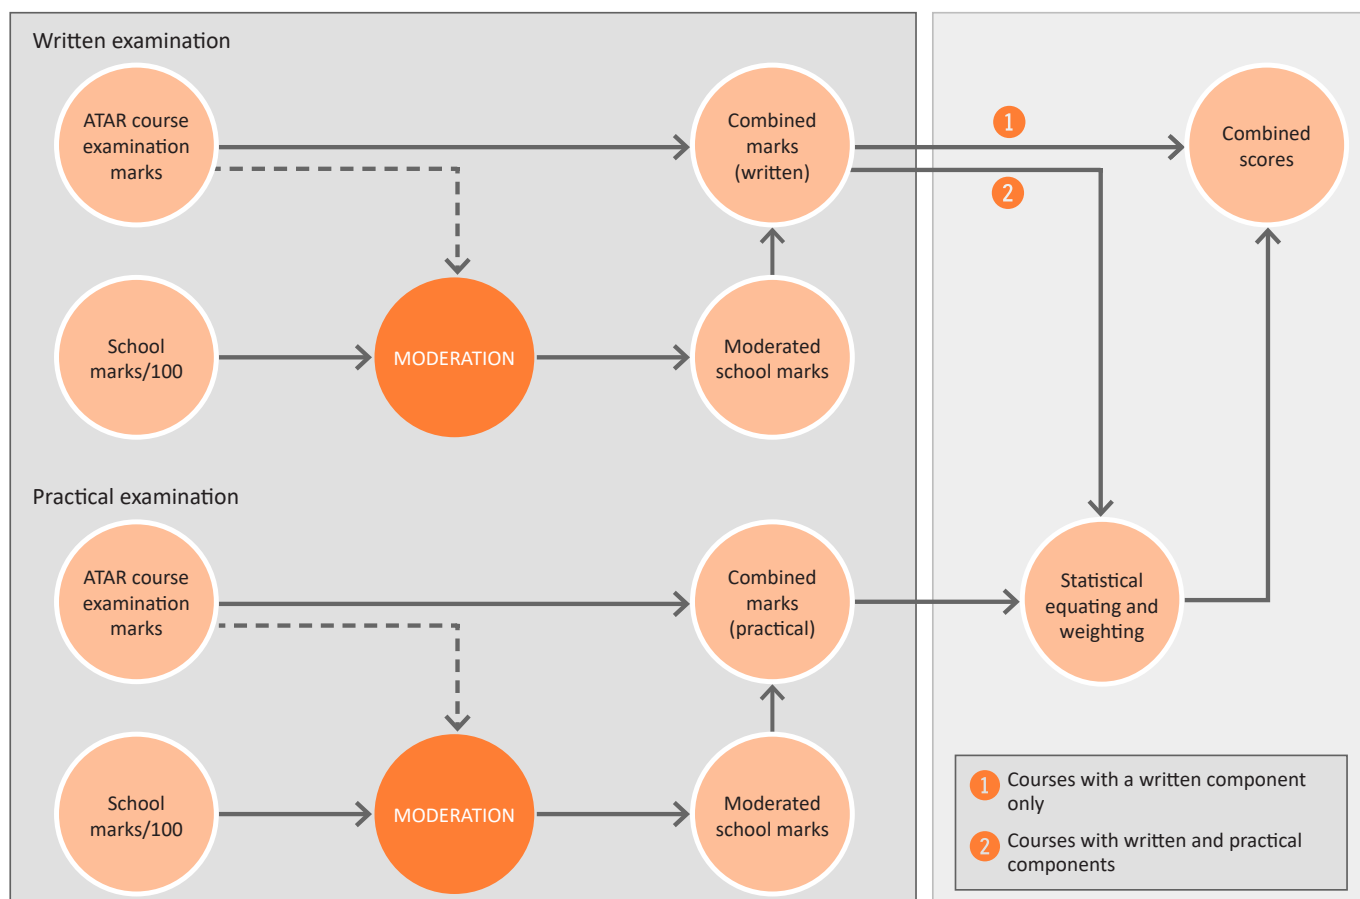 Written examination
ATAR course
examination
marks
Combined
marks
(written)
1
2
Combined
scores
School
marks/100
MODERATION
Moderated
school marks
Practical examination
ATAR course
examination
marks
Combined
marks
(practical)
Statistical
equating and
weighting
School
marks/100
MODERATION
Moderated
school marks
1 Courses with a written component
only
2 Courses with written and practical
components